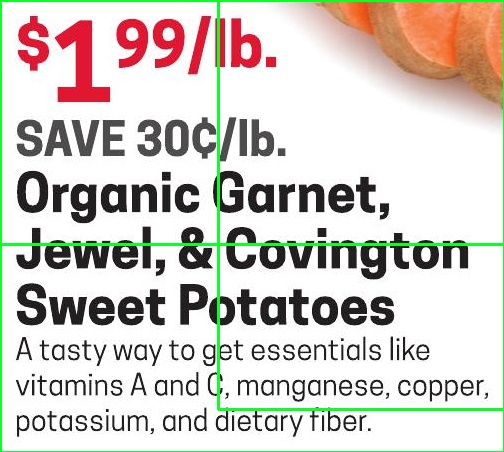 $1 99/lb.
SAVE 30¢/lb.
Organic Garnet,
Jewel, & Covington
Sweet Potatoes
A tasty way to get essentials like
vitamins A and C, manganese, copper,
potassium, and dietary fiber.